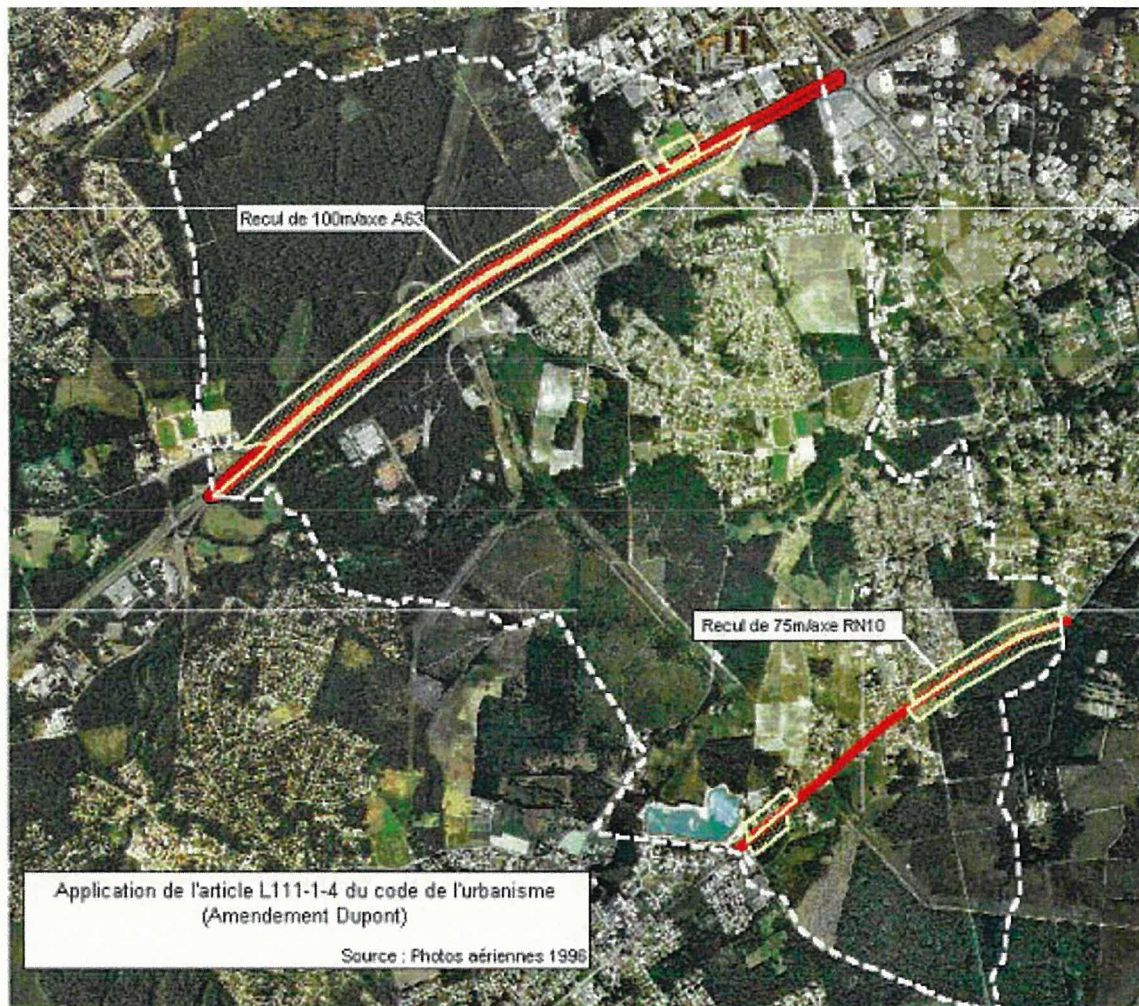 Recul de 100m/axe A63
Recul de 75m/axe RN10
Application de l'article L111-1-4 du code de l'urbanisme
(Amendement Dupont)
Source : Photos aériennes 1996